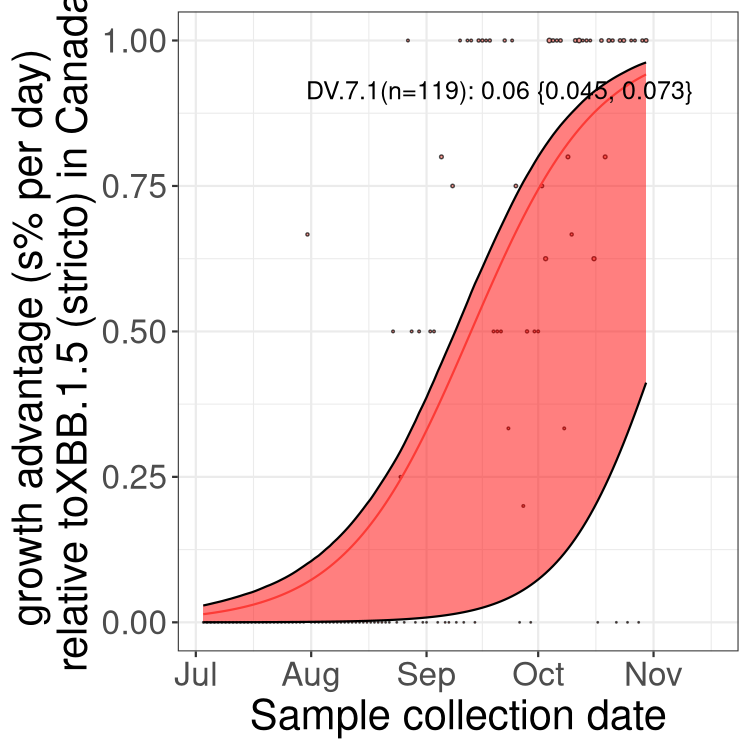 growth advantage (s% per day)
relative toXBB.1.5 (stricto) in Canada
1.00
0.75
0.50
0.25
0.00
DV.7.1(n=119): 0.06 {0.045, 0.073}
Jul Aug Sep Oct Nov
Sample collection date